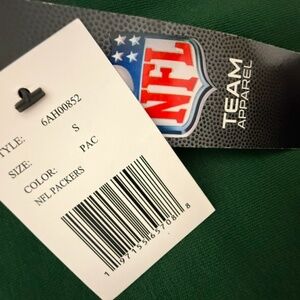 STYLE: 6AH00852
SIZE: S
COLOR: PAC
NFL PACKERS
NFL
TEAM
APPAREL